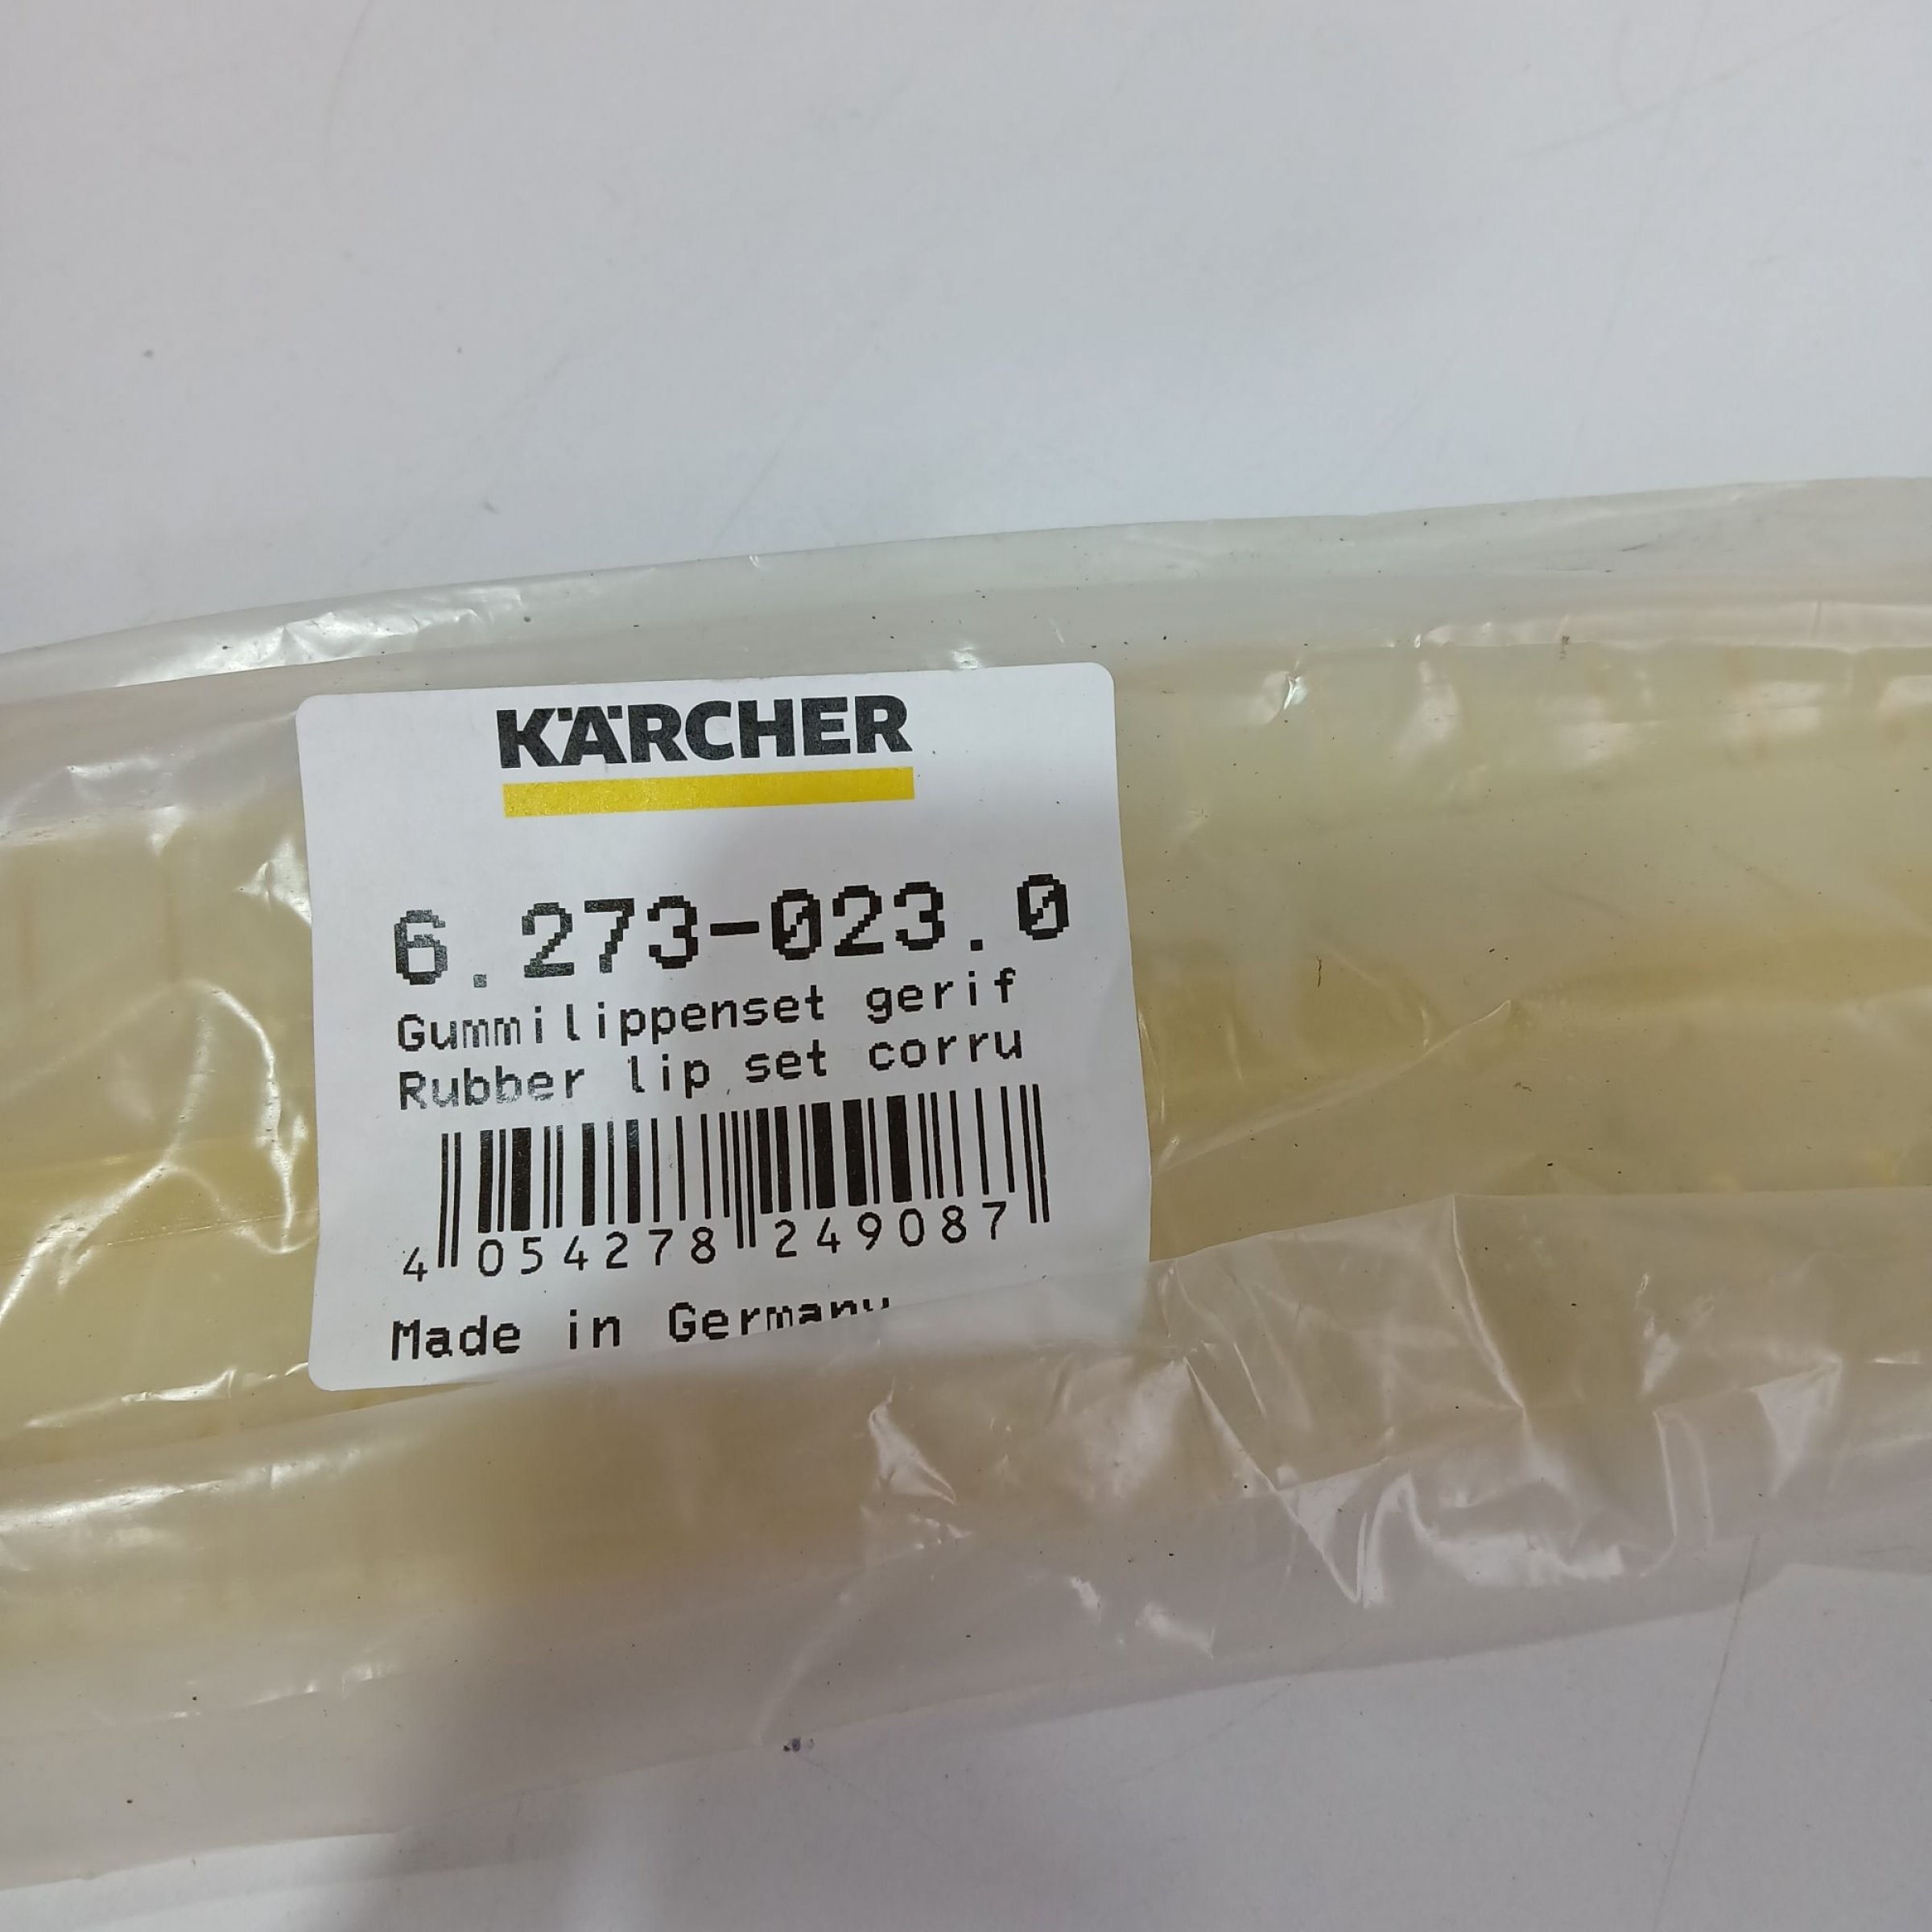 KÄRCHER
6.273-023.0
Gummilippenset gerif
Rubber lip set corru
4 054278 249087
Made in Germany